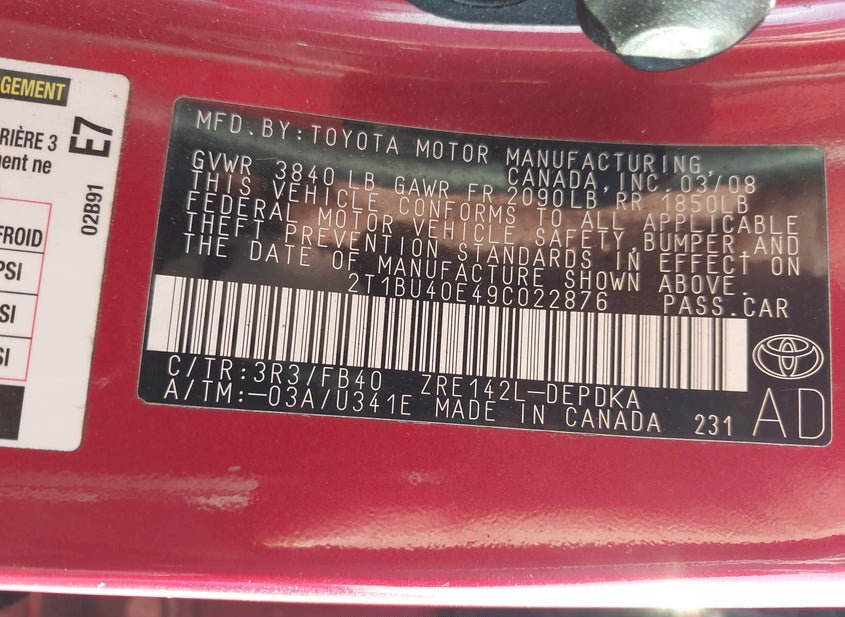 GEMENT
RIÈRE 3
ment ne
E7
02B91
FROID
PSI
SI
SI
MFD.BY:TOYOTA MOTOR MANUFACTURING,
CANADA,INC.03/08
GVWR 3840 LB GAWR FR 2090LB RR 1850LB
THIS VEHICLE CONFORMS TO ALL APPLICABLE
FEDERAL MOTOR VEHICLE SAFETY,BUMPER,AND
THEFT PREVENTION STANDARDS IN EFFECT ON
THE DATE OF MANUFACTURE SHOWN ABOVE.
2T1BU40E49C022876 PASS.CAR
C/TR:3R3/FB40 ZRE142L-DEPDKA
A/TM:-03A/U341E MADE IN CANADA 231
AD